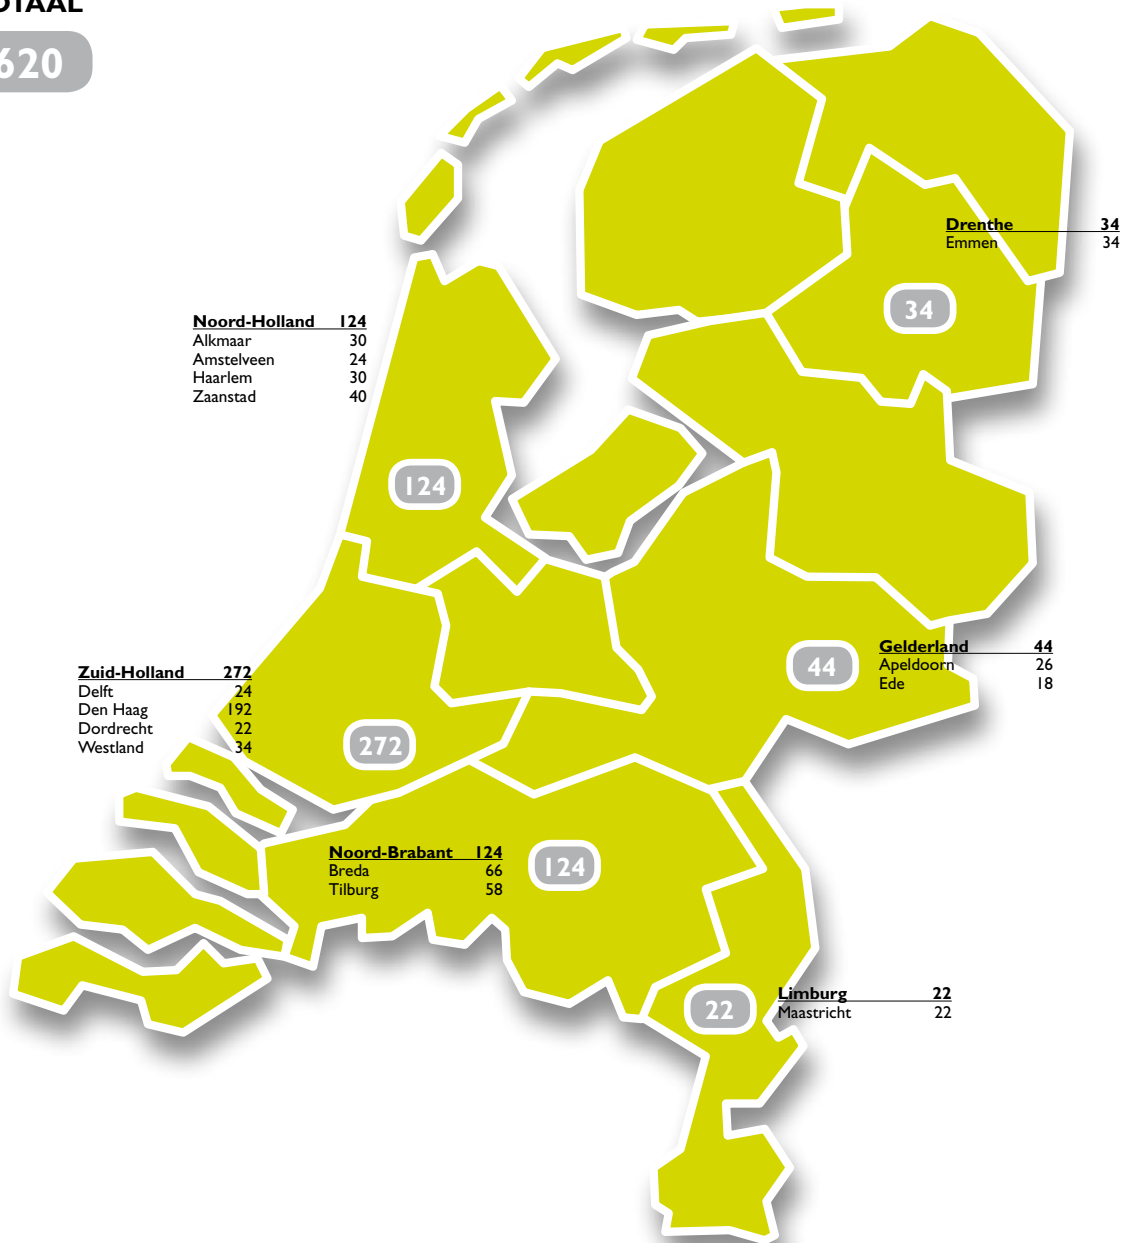 OTAAL
620
Drenthe 34
Emmen 34
34
Noord-Holland 124
Alkmaar 30
Amstelveen 24
Haarlem 30
Zaanstad 40
124
Gelderland 44
Apeldoorn 26
Ede 18
44
Zuid-Holland 272
Delft 24
Den Haag 192
Dordrecht 22
Westland 34
272
Noord-Brabant 124
Breda 66
Tilburg 58
124
Limburg 22
Maastricht 22
22